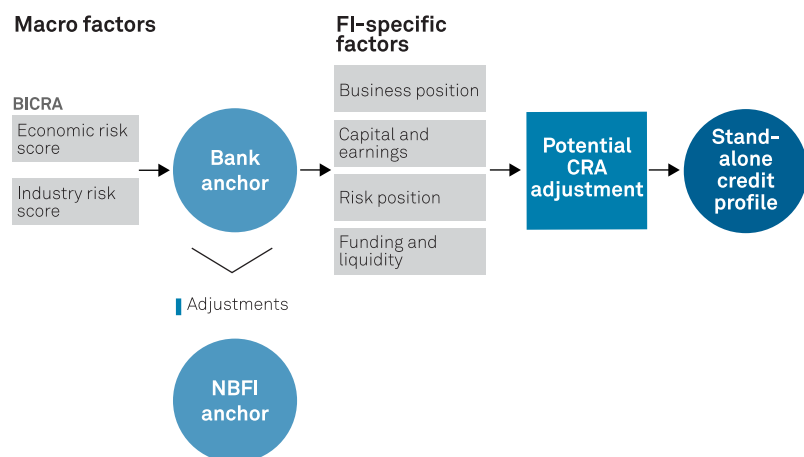 Macro factors
FI-specific
factors
BICRA
Economic risk
score
Industry risk
score
Bank
anchor
Business position
Capital and
earnings
Risk position
Funding and
liquidity
Potential
CRA
adjustment
Stand-
alone
credit
profile
Adjustments
NBFI
anchor